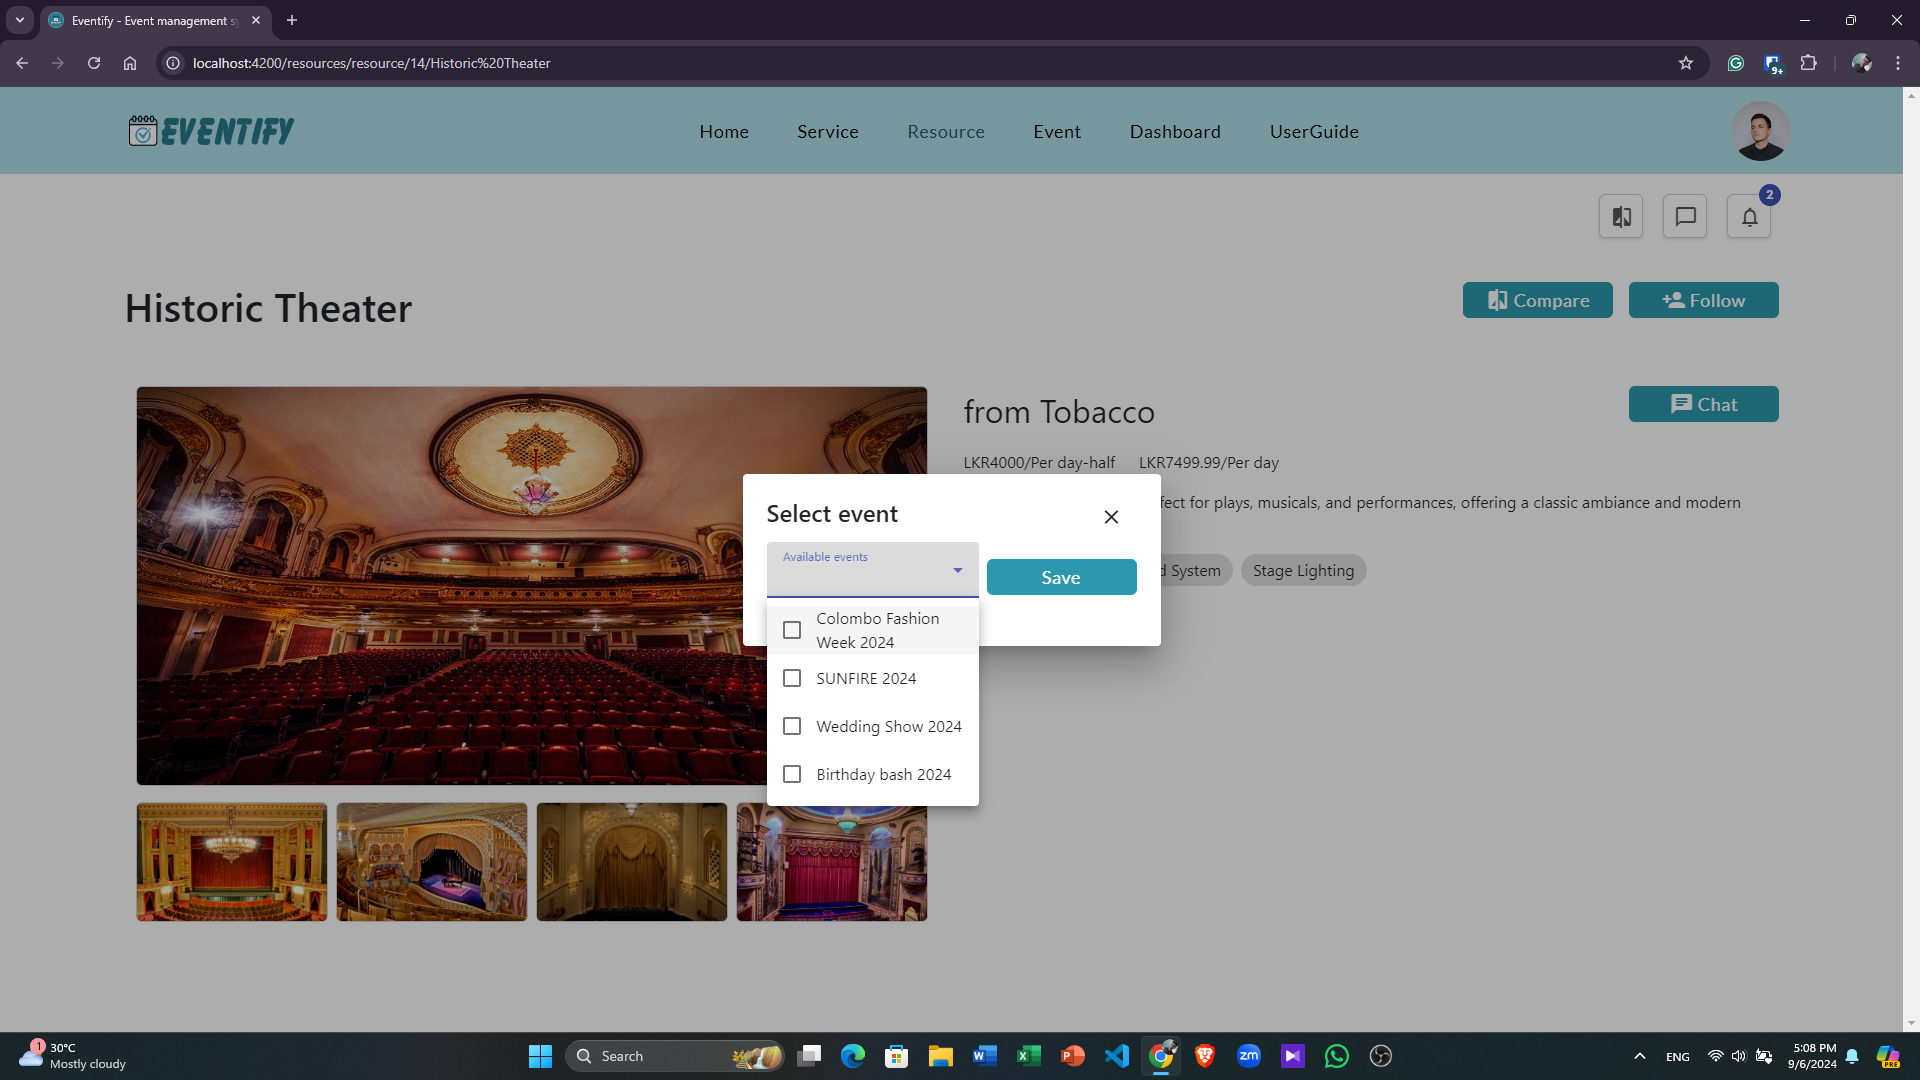 Eventify - Event management sy
localhost:4200/resources/resource/14/Historic%20Theater
9+
EVENTIFY
Home
Service
Resource
Event
Dashboard
UserGuide
2
Historic Theater
Compare
Follow
from Tobacco
Chat
LKR4000/Per day-half
LKR7499.99/Per day
fect for plays, musicals, and performances, offering a classic ambiance and modern
d System
Stage Lighting
Select event
Available events
Save
Colombo Fashion
Week 2024
SUNFIRE 2024
Wedding Show 2024
Birthday bash 2024
1
30°C
Mostly cloudy
Search
zm
ENG
5:08 PM
9/6/2024
PRE